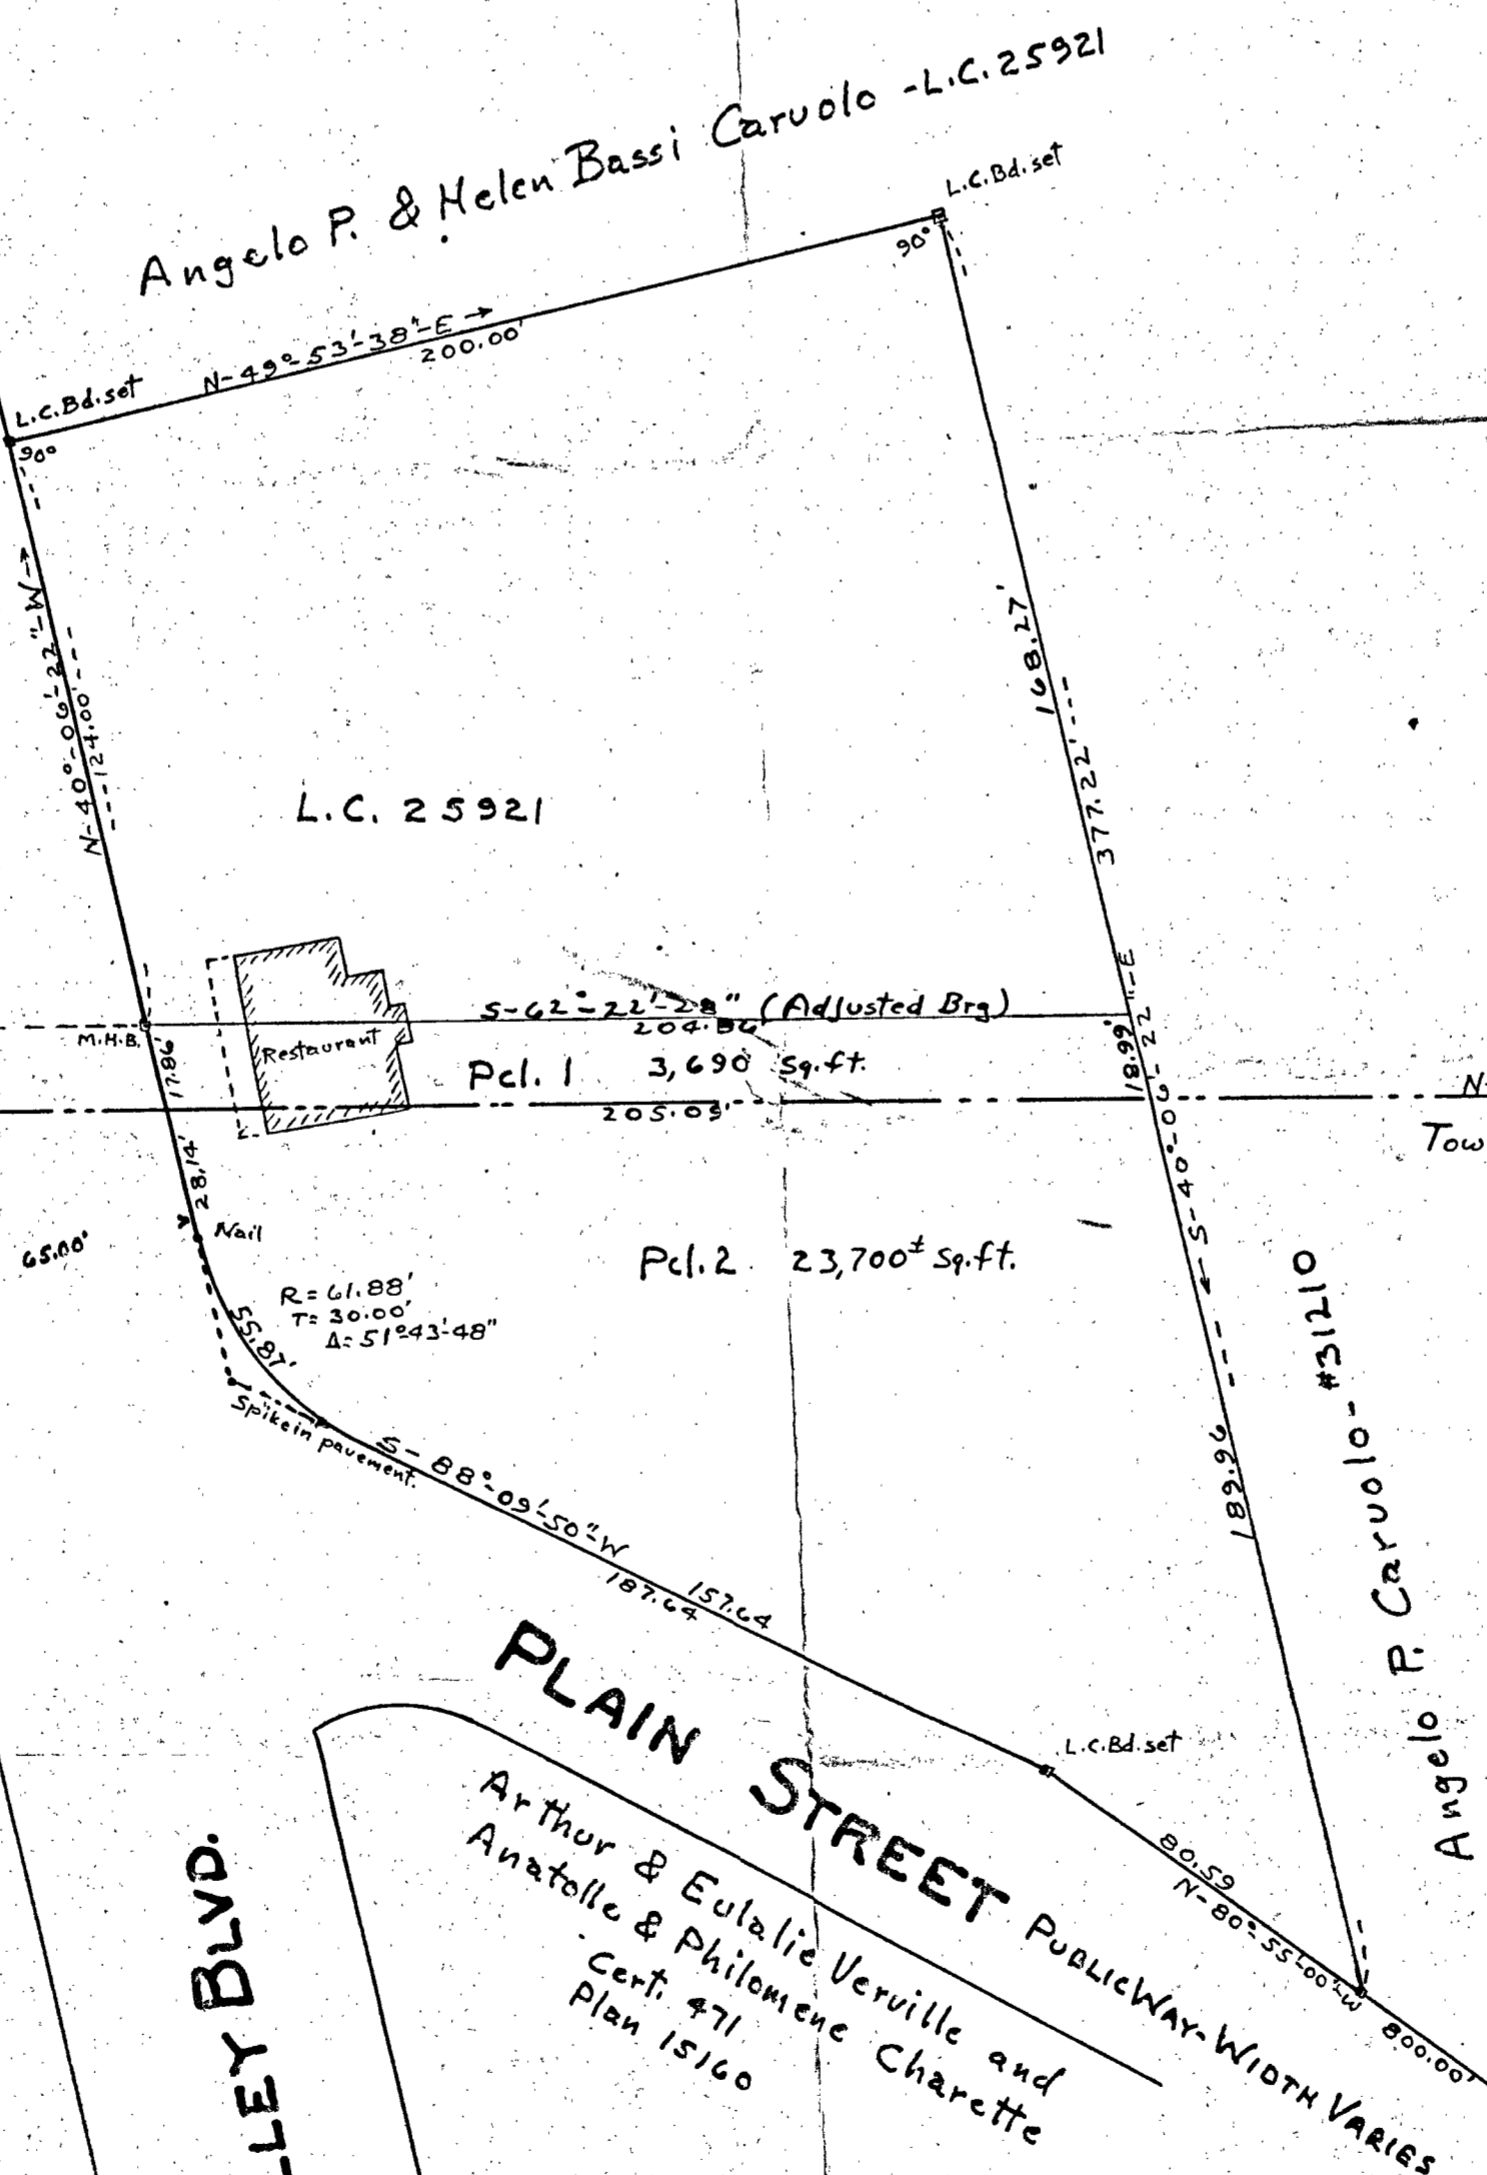 Angelo P. & Helen Bassi Caruolo - L.C. 25921
L.C.Bd.set
90°
N-49°-53'-38"-E →
200.00'
L.C.Bd.set
90°
N-40°-06'-22"-W →
124.00'
168.27'
377.22'
L.C. 25921
S-62°-22'-28" (Adjusted Brg)
M.H.B.
Restaurant
17.86'
18.99'
Pcl. 1 3,690 Sq.ft.
205.09'
N-
Tow
28.14'
← S-40°-06'-22"-E
Nail
65.00'
Pcl. 2 23,700± Sq.ft.
R = 61.88'
T = 30.00'
Δ = 51°43'-48"
55.87'
Spike in pavement.
189.96
S-88°-09'-50"-W
187.64
157.64
Angelo P. Caruolo - #31210
PLAIN STREET PUBLIC WAY-WIDTH VARIES
L.C.Bd.set
80.59
N-80°-55'-00"-W
800.00'
Arthur & Eulalie Verville and
Anatolle & Philomene Charette
Cert. 471
Plan 15160
LLEY BLVD.